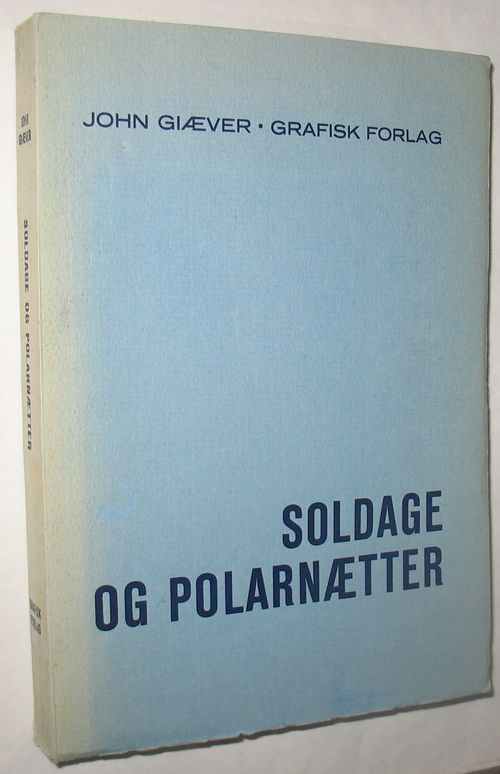 JOHN GIÆVER • GRAFISK FORLAG
SOLDAGE
OG POLARNÆTTER
JOHN
GIÆVER
SOLDAGE OG POLARNÆTTER
GRAFISK
FORLAG